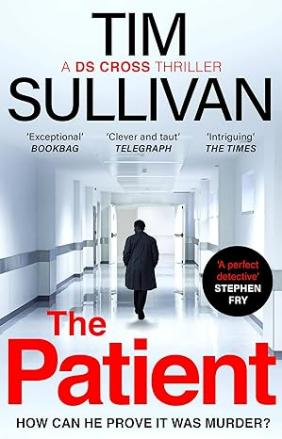 TIM
A DS CROSS THRILLER
SULLIVAN
'Exceptional'
BOOKBAG
'Clever and taut'
TELEGRAPH
'Intriguing'
THE TIMES
'A perfect
detective'
STEPHEN
FRY
The
Patient
HOW CAN HE PROVE IT WAS MURDER?